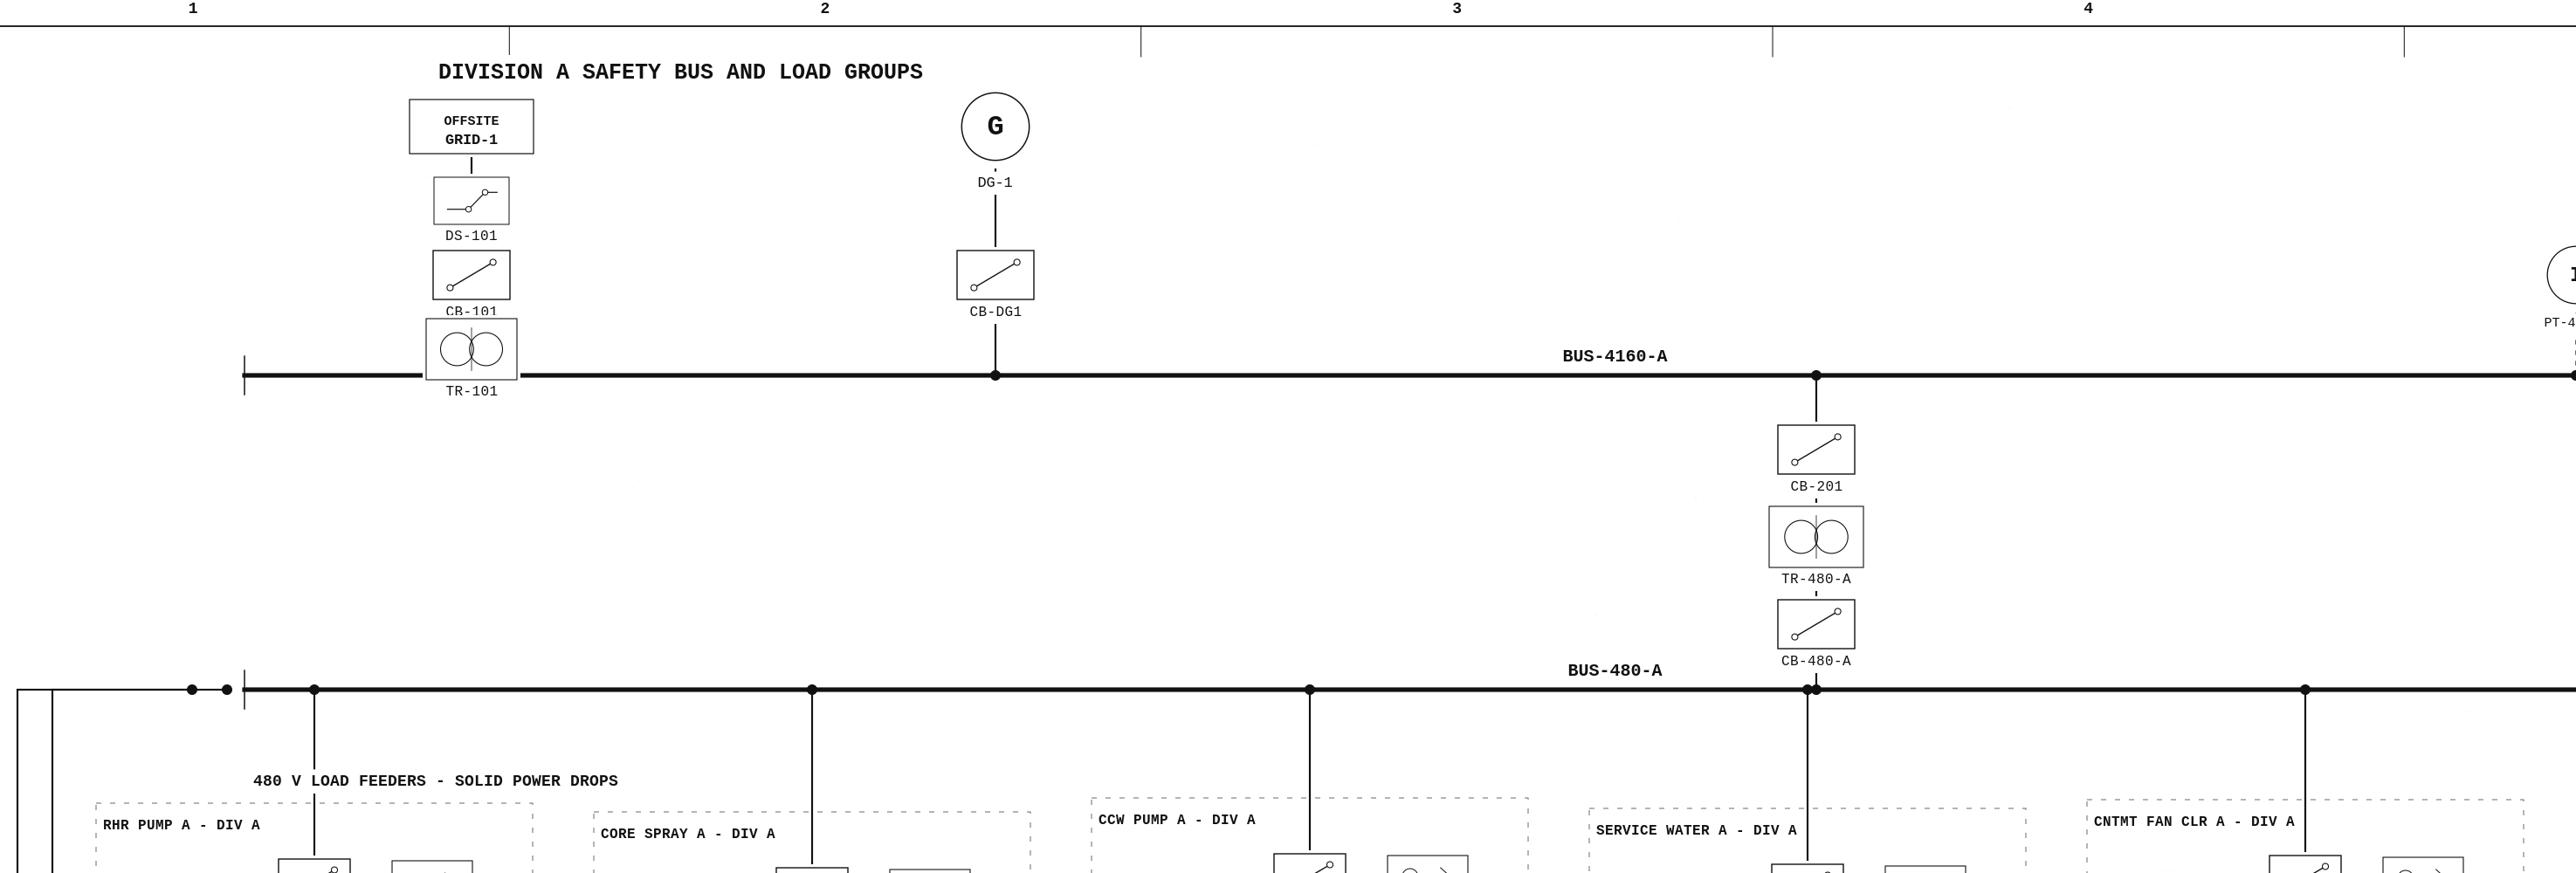 1 2 3 4
DIVISION A SAFETY BUS AND LOAD GROUPS
OFFSITE
GRID-1
G
DG-1
DS-101
CB-101
CB-DG1
PT-4
BUS-4160-A
TR-101
CB-201
TR-480-A
CB-480-A
BUS-480-A
480 V LOAD FEEDERS - SOLID POWER DROPS
RHR PUMP A - DIV A
CORE SPRAY A - DIV A
CCW PUMP A - DIV A
SERVICE WATER A - DIV A
CNTMT FAN CLR A - DIV A